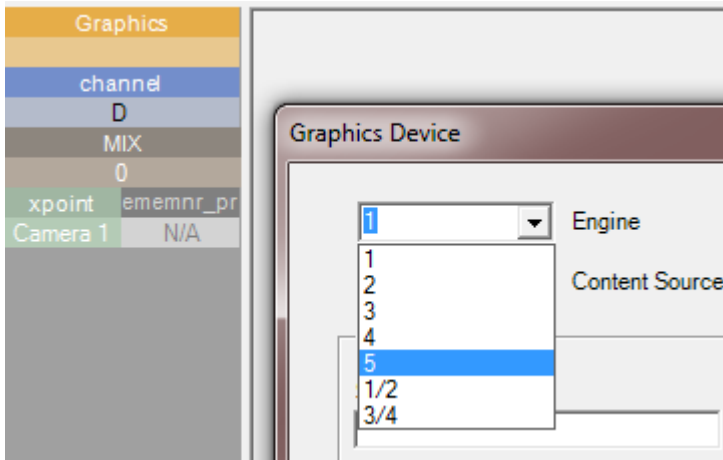 Graphics
channel
D
MIX
0
xpoint ememnr_pr
Camera 1 N/A
Graphics Device
1 Engine
Content Source
1
2
3
4
5
1/2
3/4